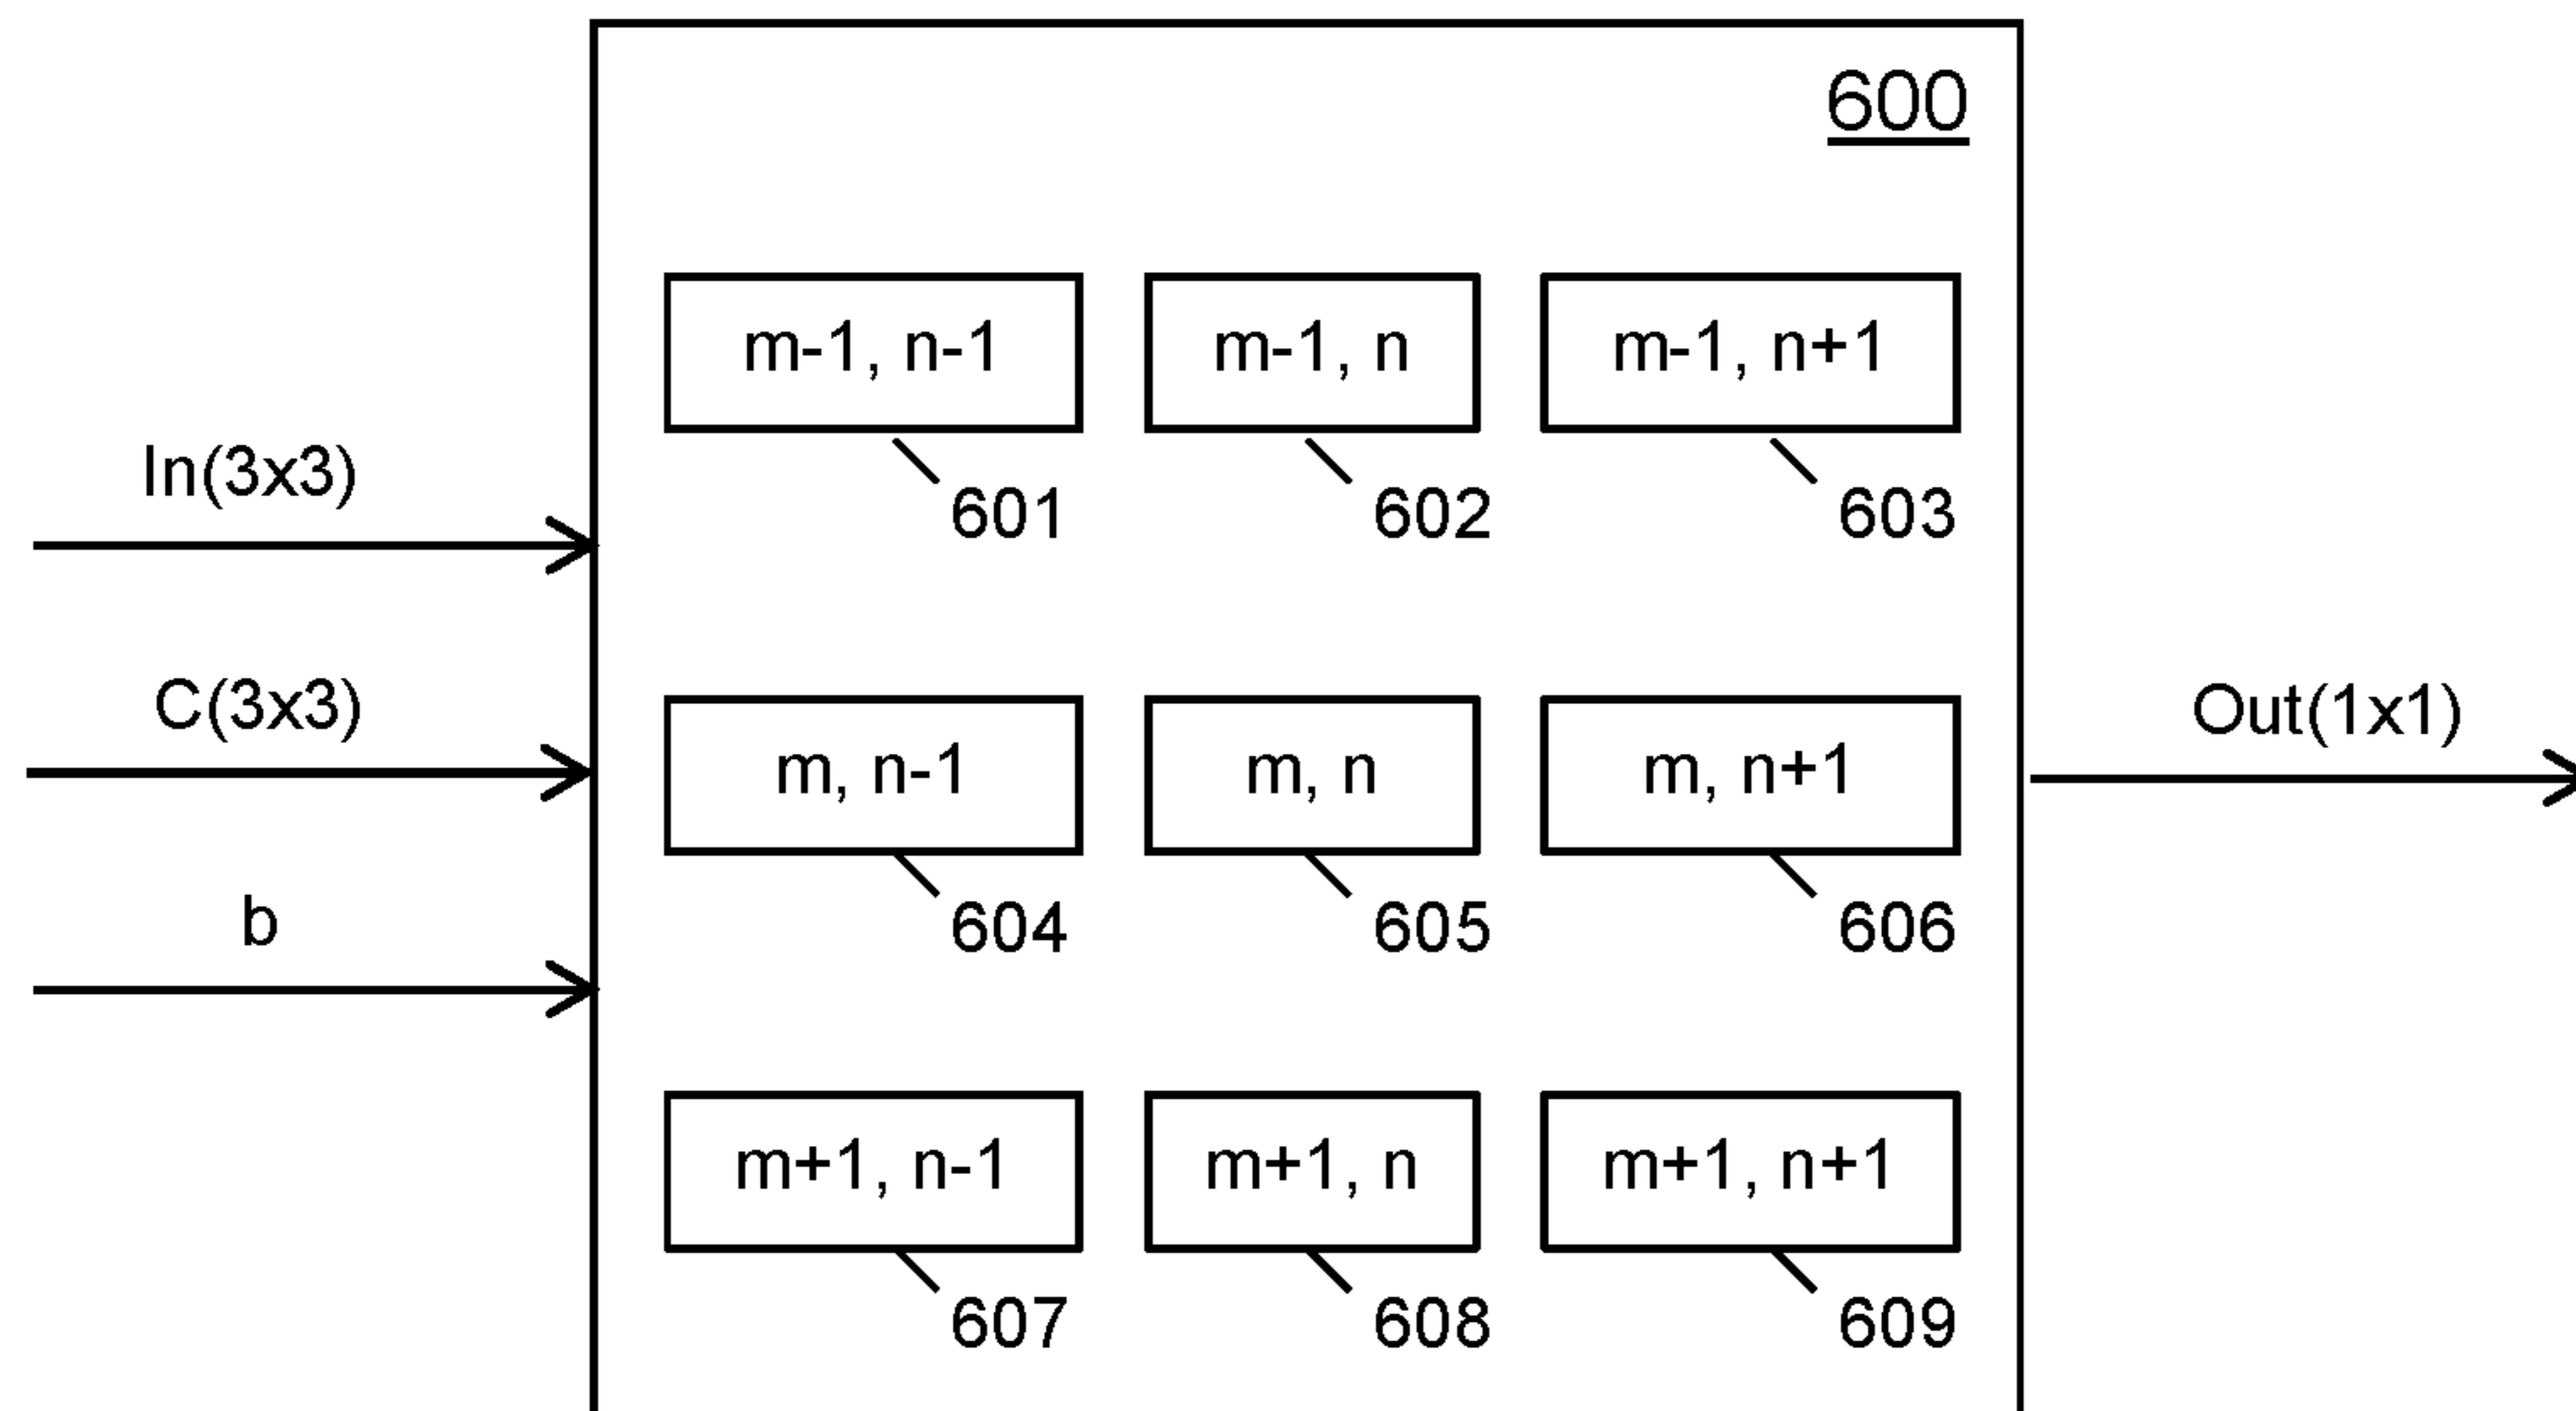 600
m-1, n-1
m-1, n
m-1, n+1
601
602
603
In(3x3)
C(3x3)
b
m, n-1
m, n
m, n+1
604
605
606
Out(1x1)
m+1, n-1
m+1, n
m+1, n+1
607
608
609